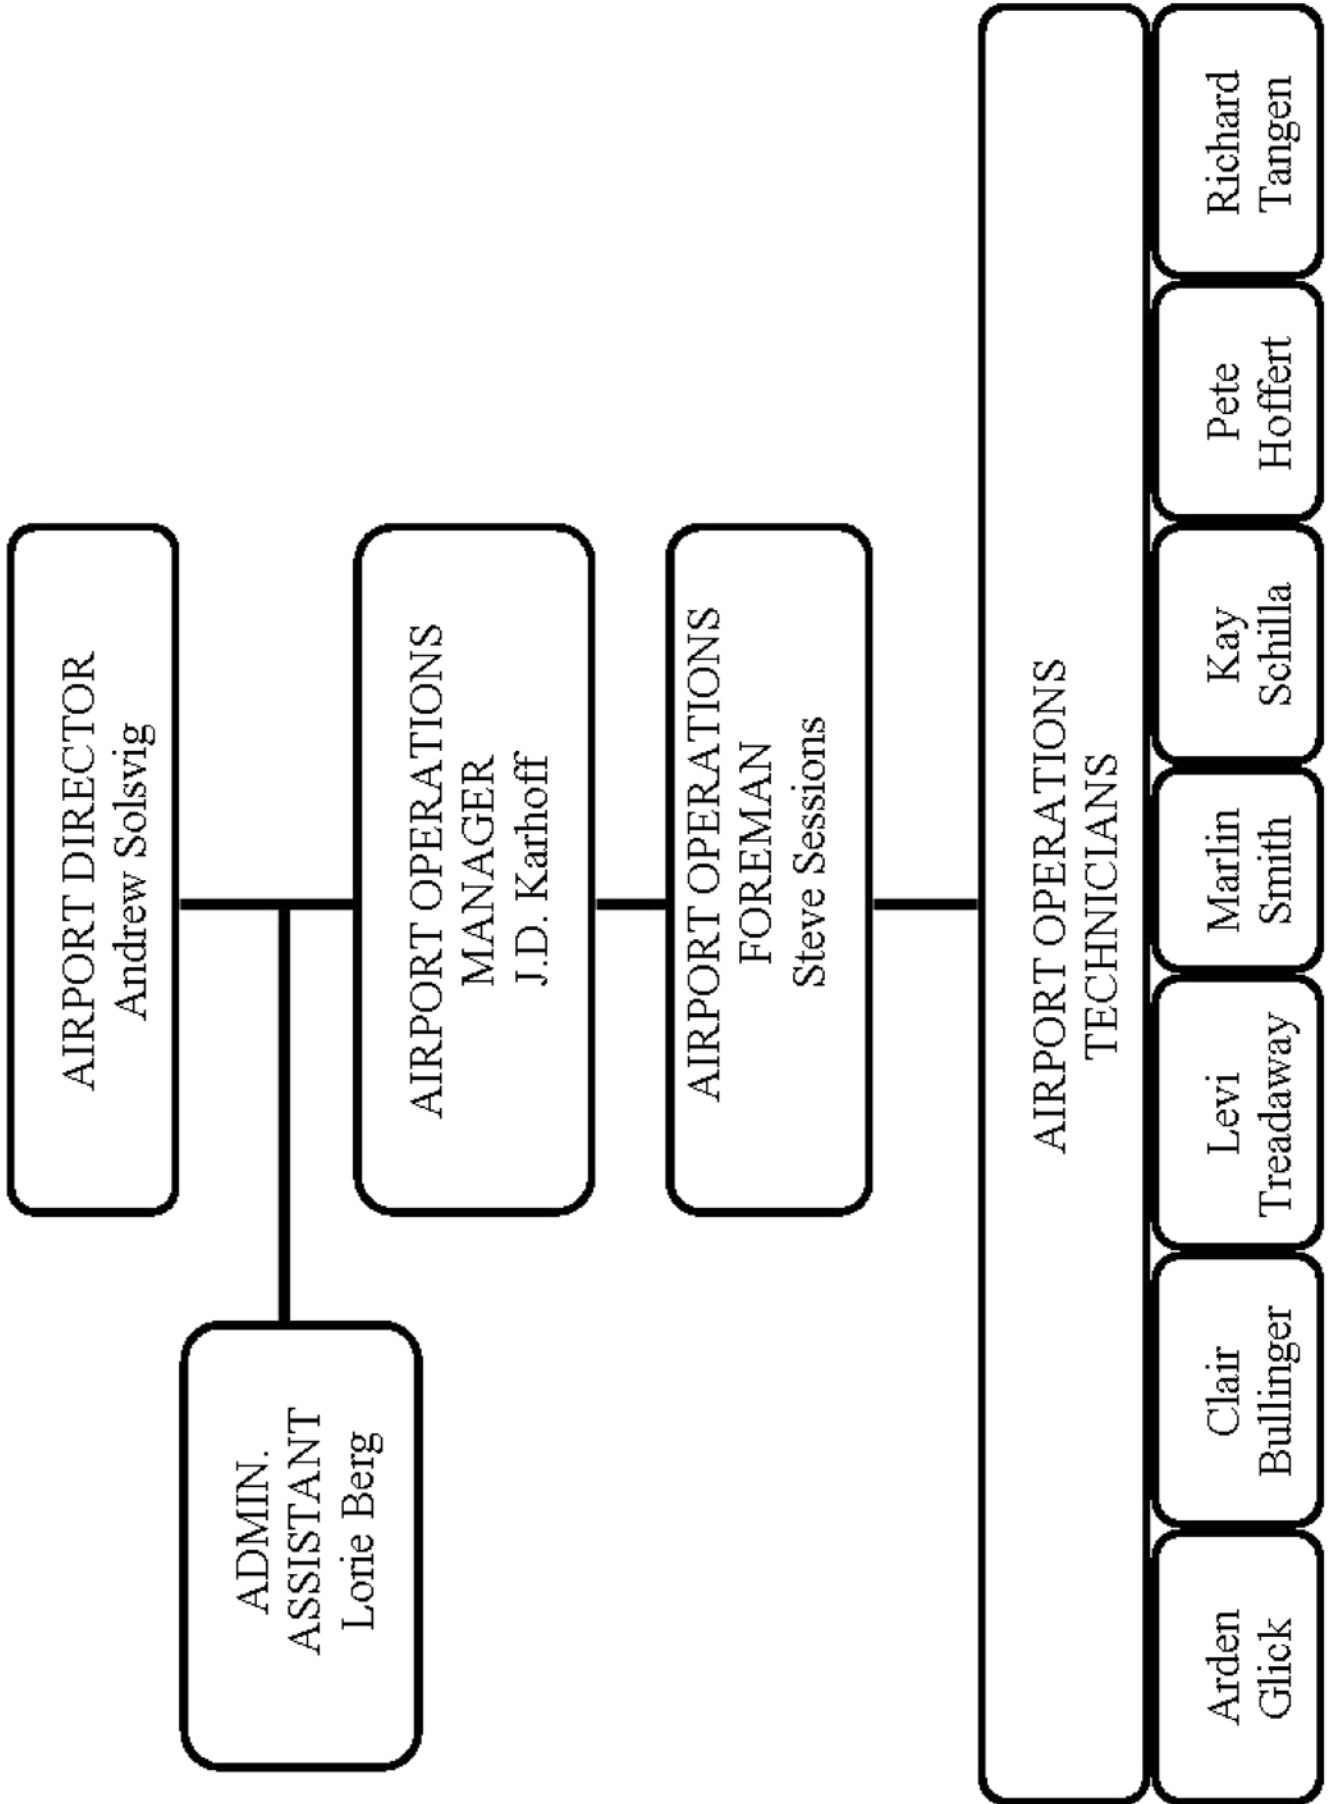 AIRPORT DIRECTOR
Andrew Solsvig
ADMIN.
ASSISTANT
Lorie Berg
AIRPORT OPERATIONS
MANAGER
J.D. Karhoff
AIRPORT OPERATIONS
FOREMAN
Steve Sessions
AIRPORT OPERATIONS
TECHNICIANS
Arden
Glick
Clair
Bullinger
Levi
Treadaway
Marlin
Smith
Kay
Schilla
Pete
Hoffert
Richard
Tangen